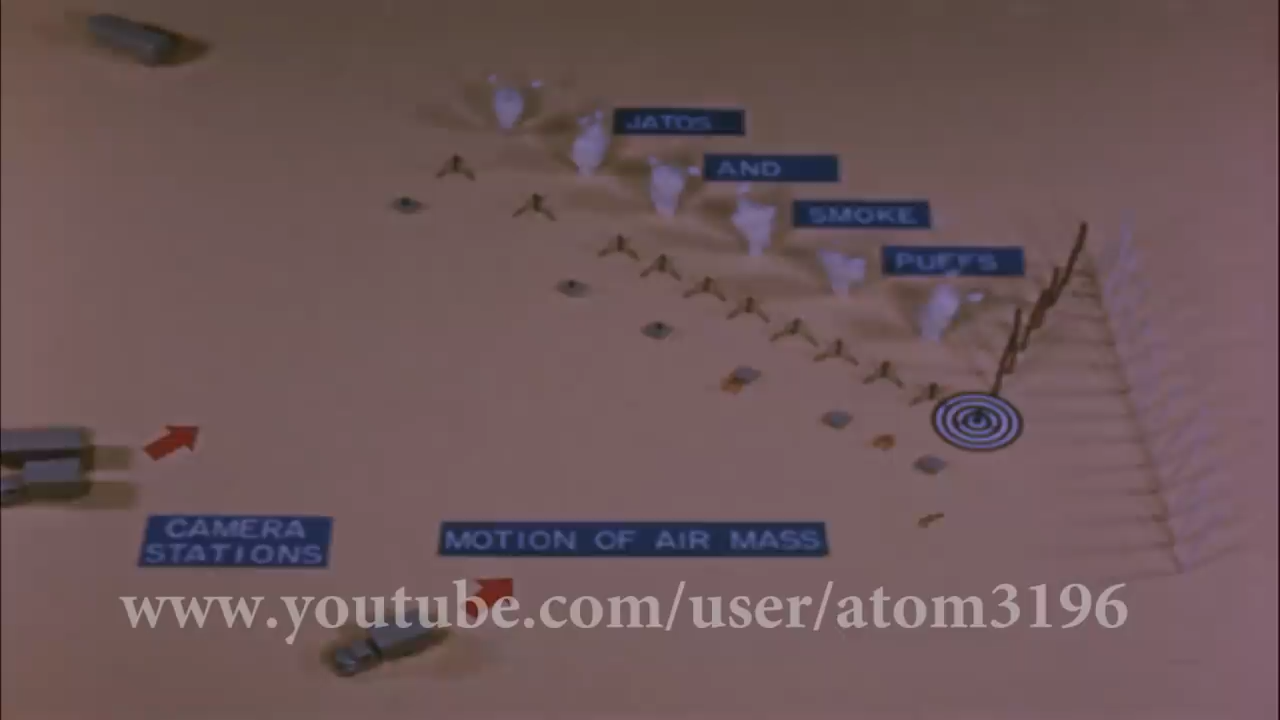 JATOS
AND
SMOKE
PUFFS
CAMERA
STATIONS
MOTION OF AIR MASS
www.youtube.com/user/atom3196